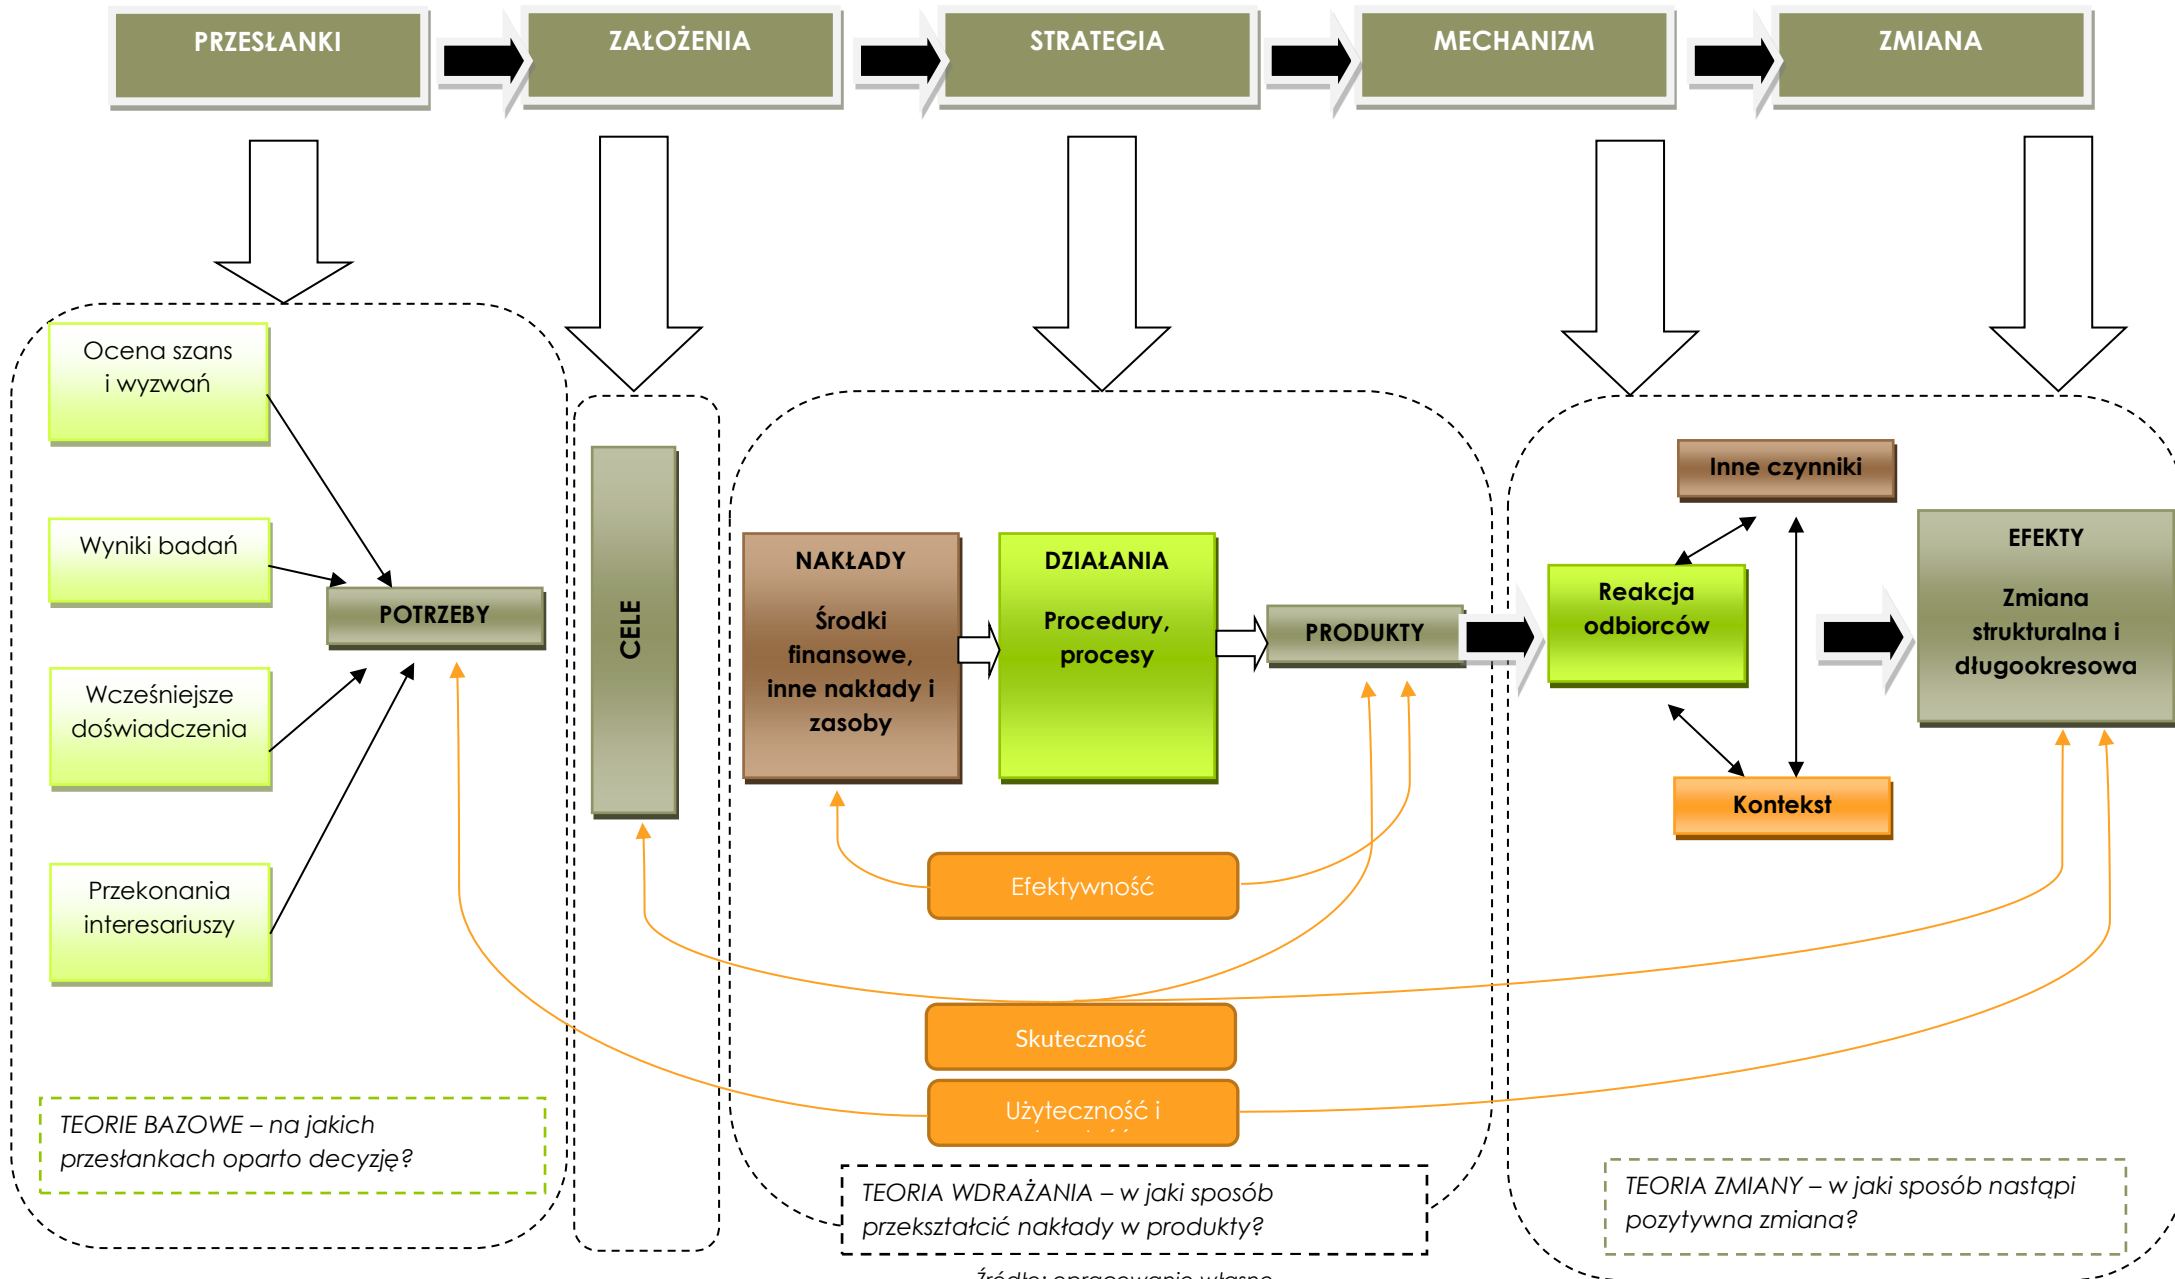 PRZESŁANKI
ZAŁOŻENIA
STRATEGIA
MECHANIZM
ZMIANA
Ocena szans
i wyzwań
Wyniki badań
Wcześniejsze
doświadczenia
Przekonania
interesariuszy
POTRZEBY
CELE
NAKŁADY
Środki
finansowe,
inne nakłady i
zasoby
DZIAŁANIA
Procedury,
procesy
PRODUKTY
Inne czynniki
Reakcja
odbiorców
Kontekst
EFEKTY
Zmiana
strukturalna i
długookresowa
Efektywność
Skuteczność
Użyteczność i
TEORIE BAZOWE – na jakich
przesłankach oparto decyzję?
TEORIA WDRAŻANIA – w jaki sposób
przekształcić nakłady w produkty?
TEORIA ZMIANY – w jaki sposób nastąpi
pozytywna zmiana?
Źródło: opracowanie własne